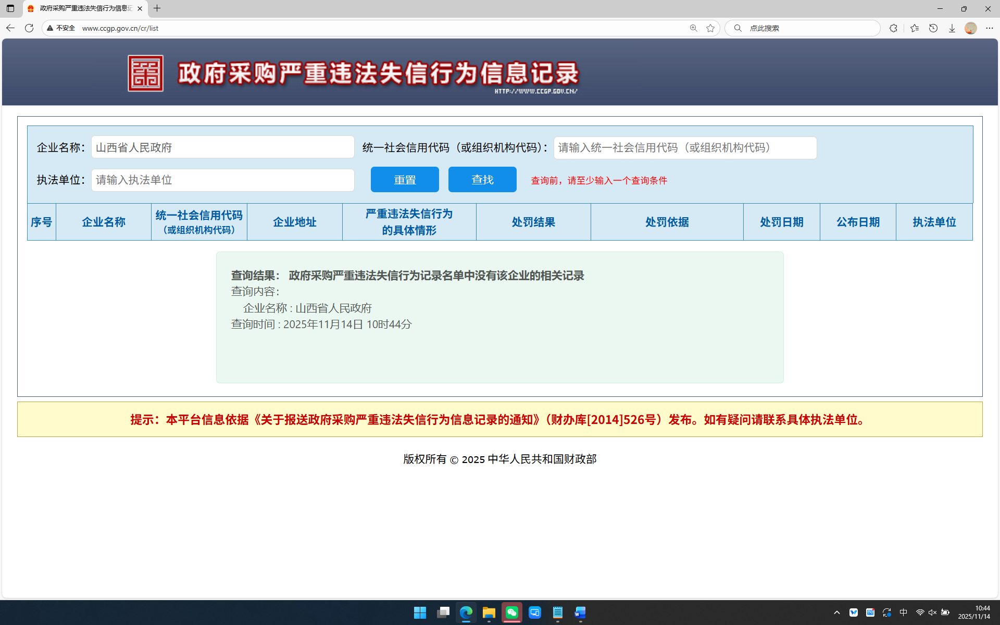 政府采购严重违法失信行为信息记
不安全 www.ccgp.gov.cn/cr/list 点此搜索
政府采购严重违法失信行为信息记录
HTTP://WWW.CCGP.GOV.CN/
企业名称： 山西省人民政府 统一社会信用代码（或组织机构代码）： 请输入统一社会信用代码（或组织机构代码）
执法单位： 请输入执法单位 重置 查找 查询前，请至少输入一个查询条件
序号 企业名称 统一社会信用代码 （或组织机构代码） 企业地址 严重违法失信行为 的具体情形 处罚结果 处罚依据 处罚日期 公布日期 执法单位
查询结果： 政府采购严重违法失信行为记录名单中没有该企业的相关记录
查询内容：
企业名称 : 山西省人民政府
查询时间 : 2025年11月14日 10时44分
提示：本平台信息依据《关于报送政府采购严重违法失信行为信息记录的通知》（财办库[2014]526号）发布。如有疑问请联系具体执法单位。
版权所有 © 2025 中华人民共和国财政部
中 10:44
2025/11/14